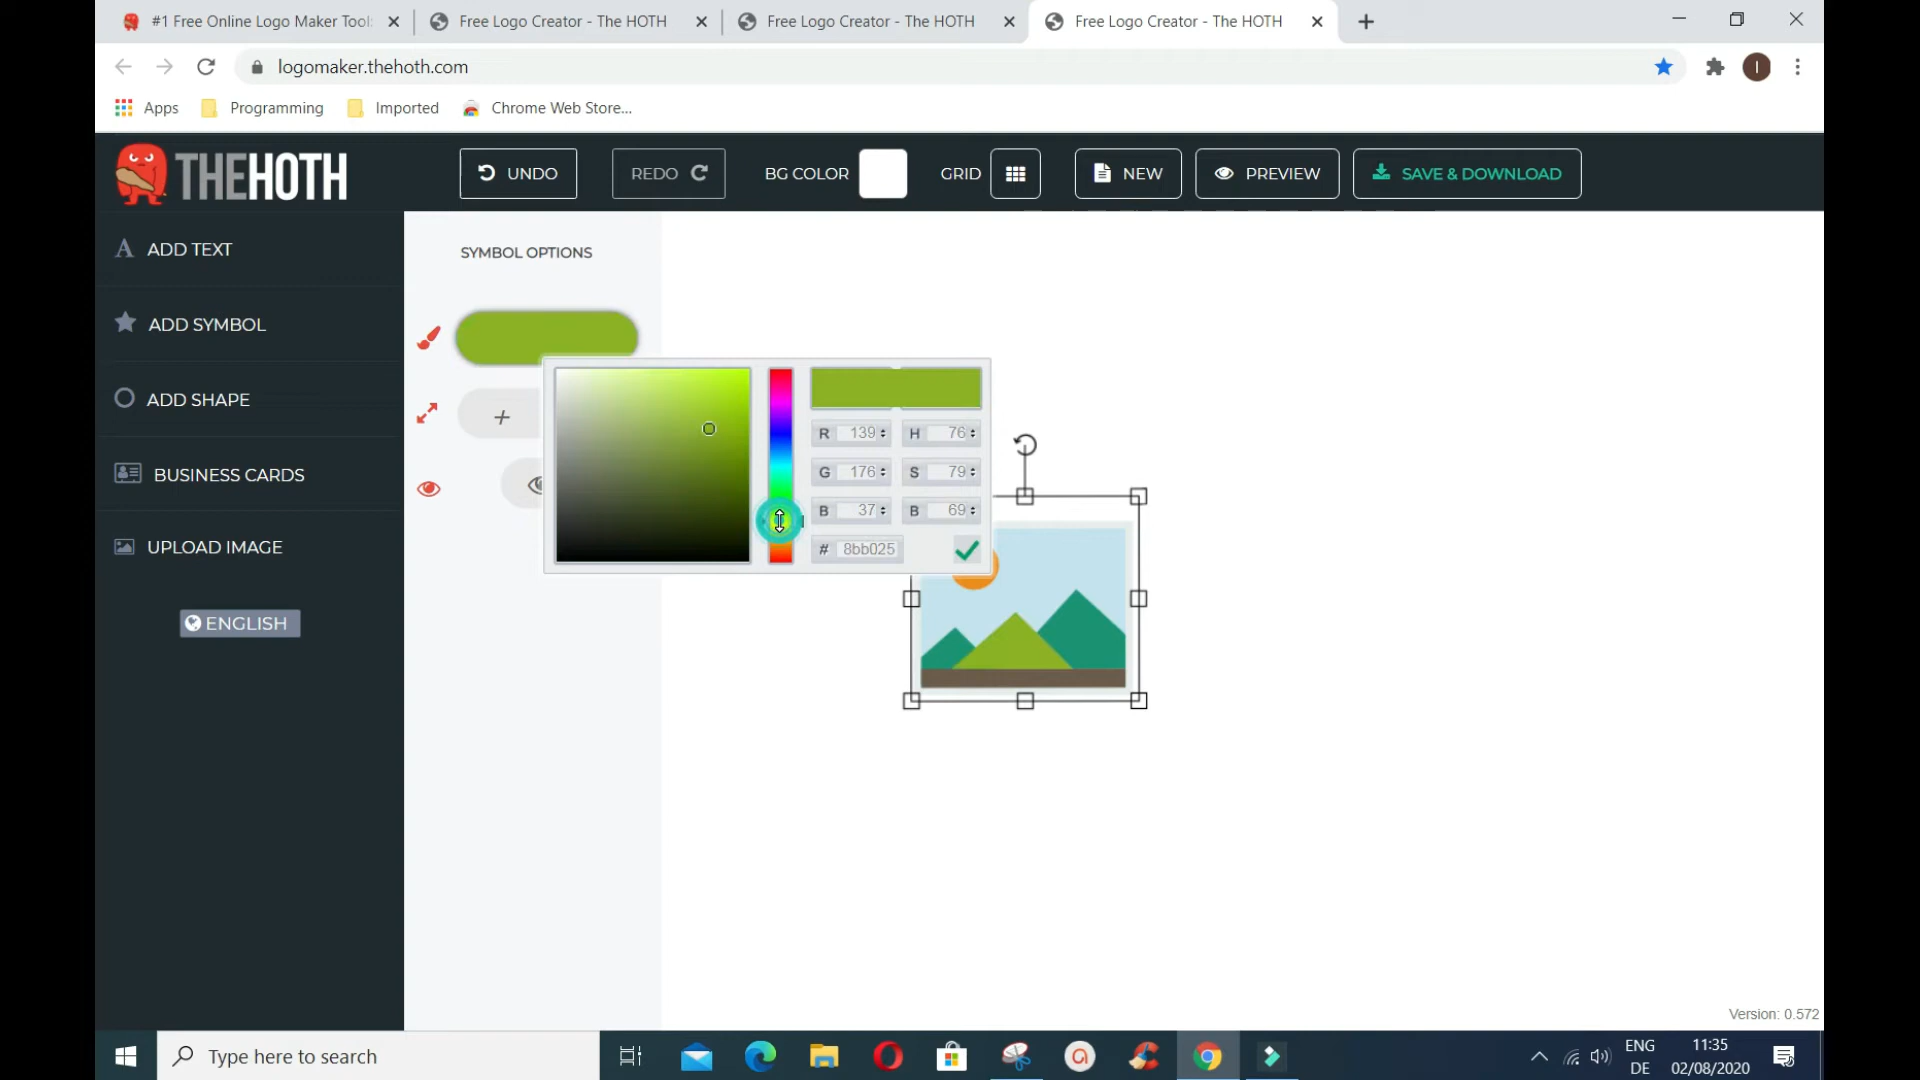 #1 Free Online Logo Maker Tool:
Free Logo Creator - The HOTH
Free Logo Creator - The HOTH
Free Logo Creator - The HOTH
logomaker.thehoth.com
I
Apps
Programming
Imported
Chrome Web Store...
THEHOTH
UNDO
REDO
BG COLOR
GRID
NEW
PREVIEW
SAVE & DOWNLOAD
A ADD TEXT
ADD SYMBOL
ADD SHAPE
BUSINESS CARDS
UPLOAD IMAGE
ENGLISH
SYMBOL OPTIONS
+
R 139
H 76
G 176
S 79
B 37
B 69
# 8bb025
Version: 0.572
Type here to search
ENG
DE
11:35
02/08/2020